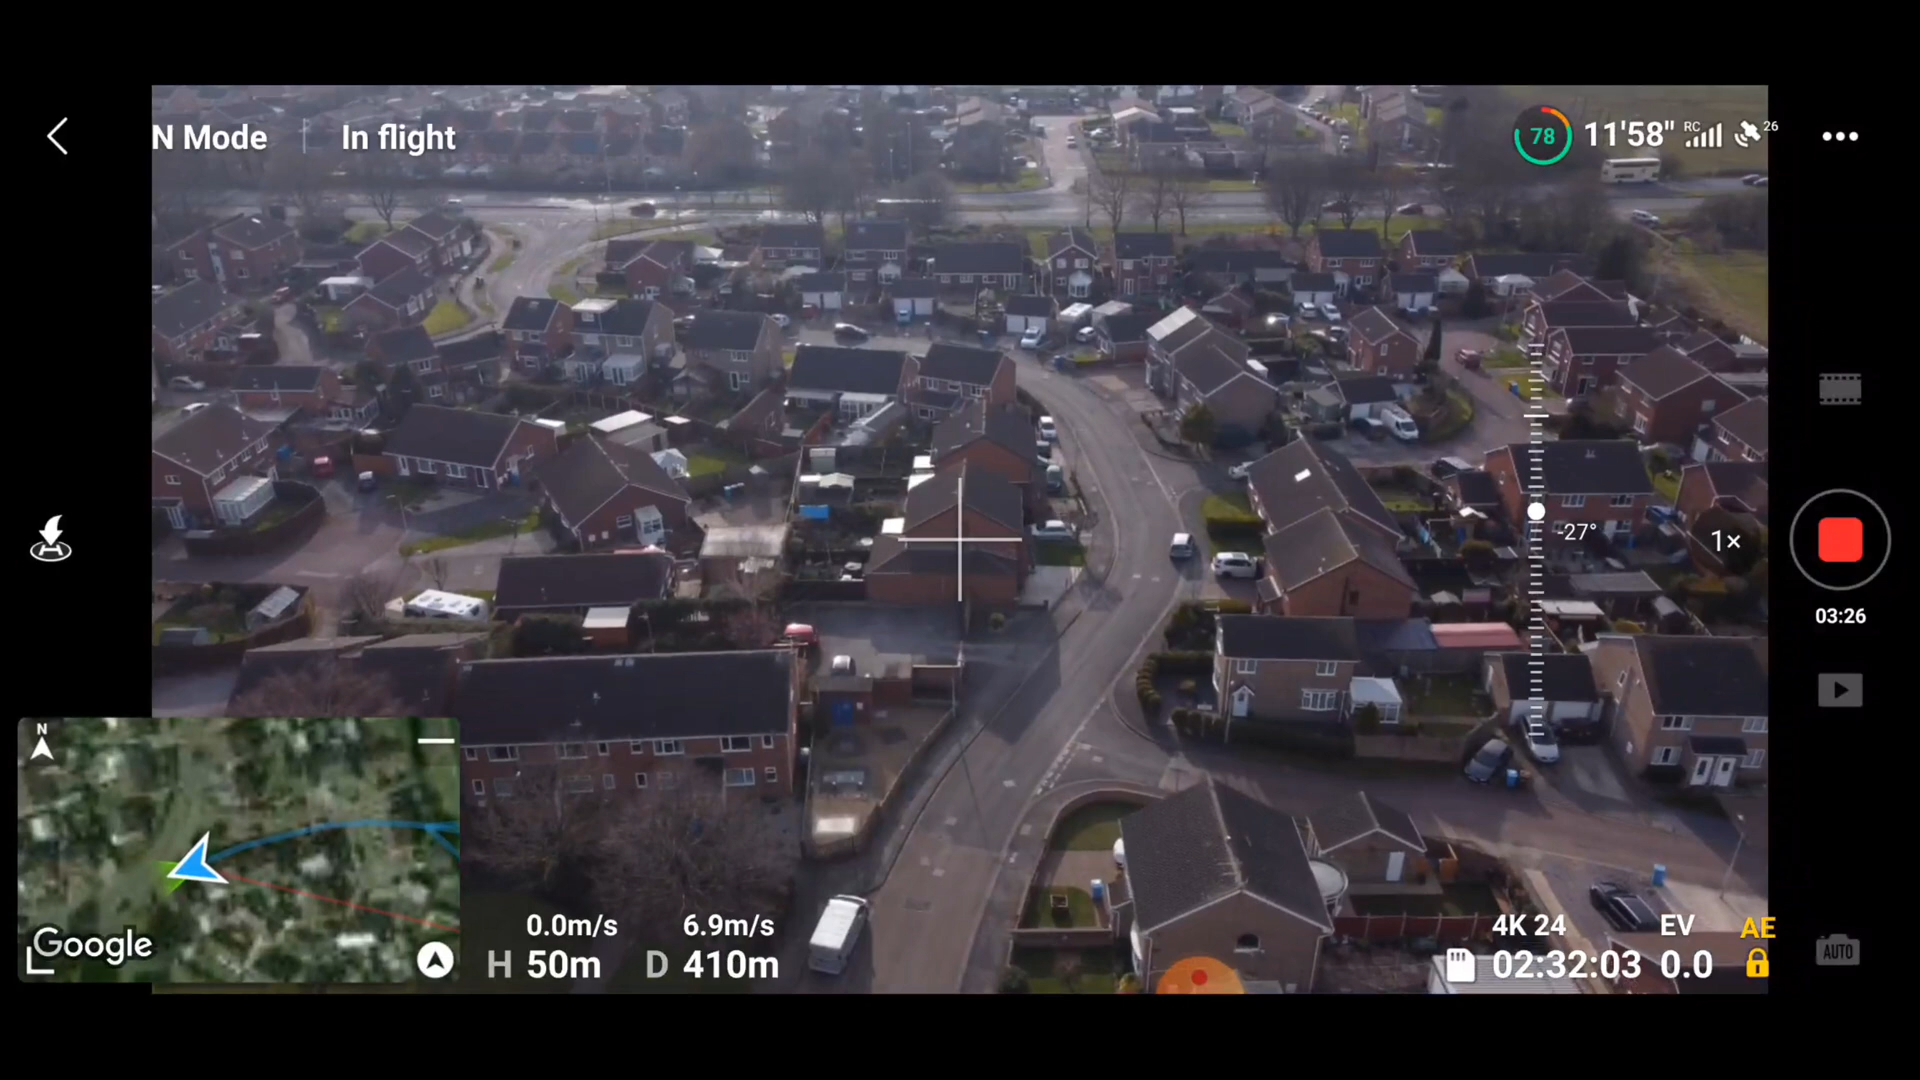 N Mode
In flight
78
11'58"
RC
26
-27°
1×
03:26
N
Google
0.0m/s
6.9m/s
H 50m
D 410m
4K 24
EV
AE
02:32:03
0.0
AUTO